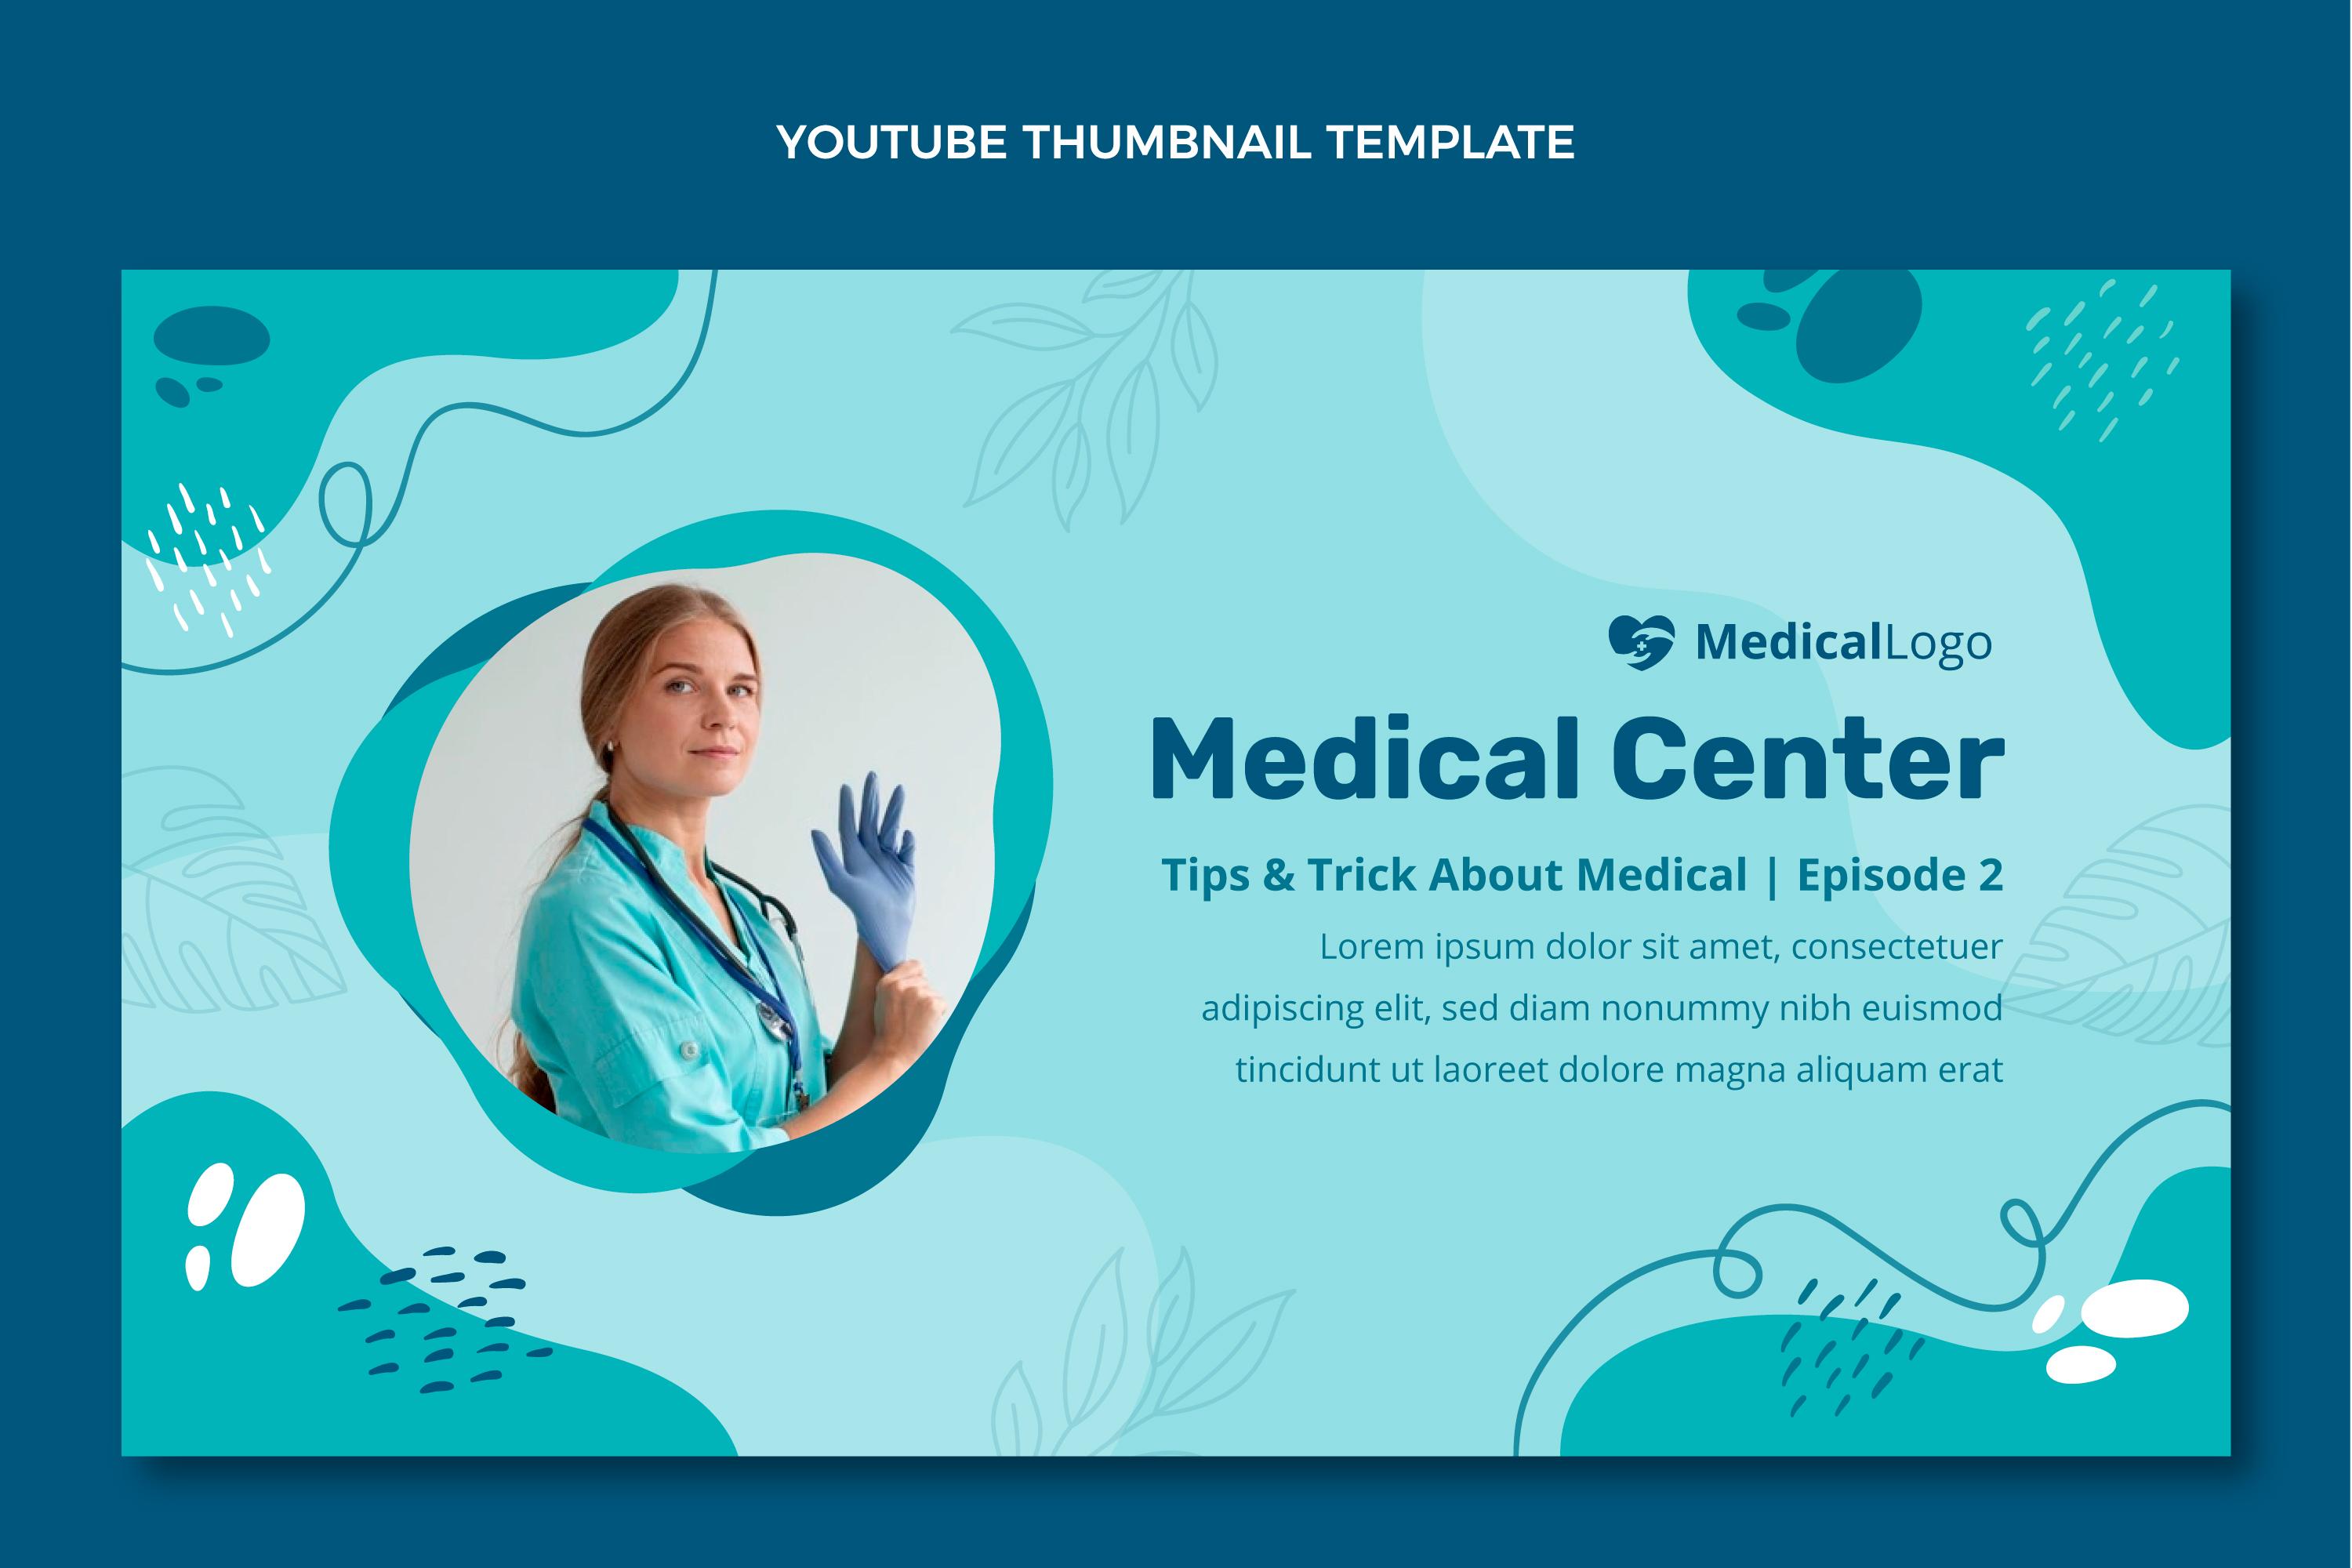 YOUTUBE THUMBNAIL TEMPLATE
MedicalLogo
Medical Center
Tips & Trick About Medical | Episode 2
Lorem ipsum dolor sit amet, consectetuer
adipiscing elit, sed diam nonummy nibh euismod
tincidunt ut laoreet dolore magna aliquam erat